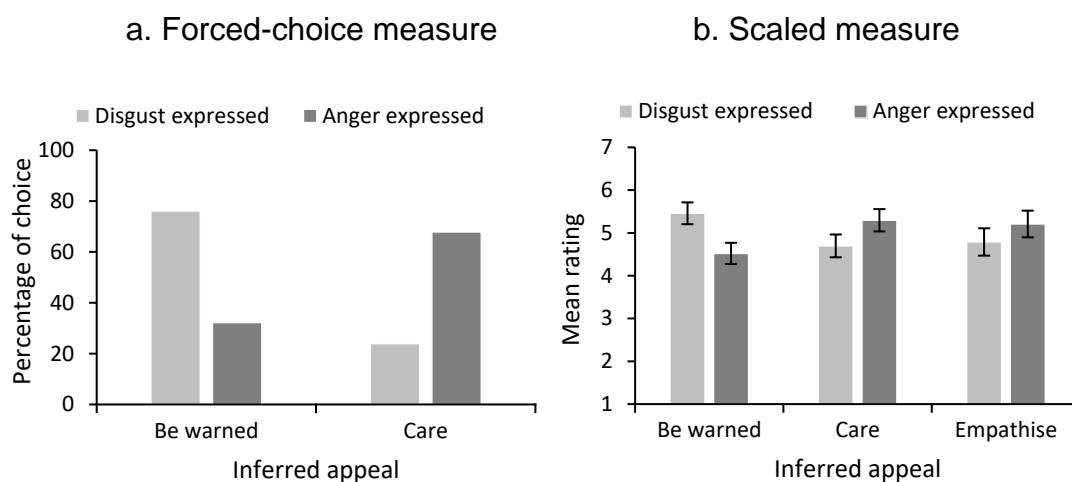 a. Forced-choice measure
Disgust expressed Anger expressed
Percentage of choice
100
80
60
40
20
0
Be warned Care
Inferred appeal
b. Scaled measure
Disgust expressed Anger expressed
Mean rating
7
6
5
4
3
2
1
Be warned Care Empathise
Inferred appeal